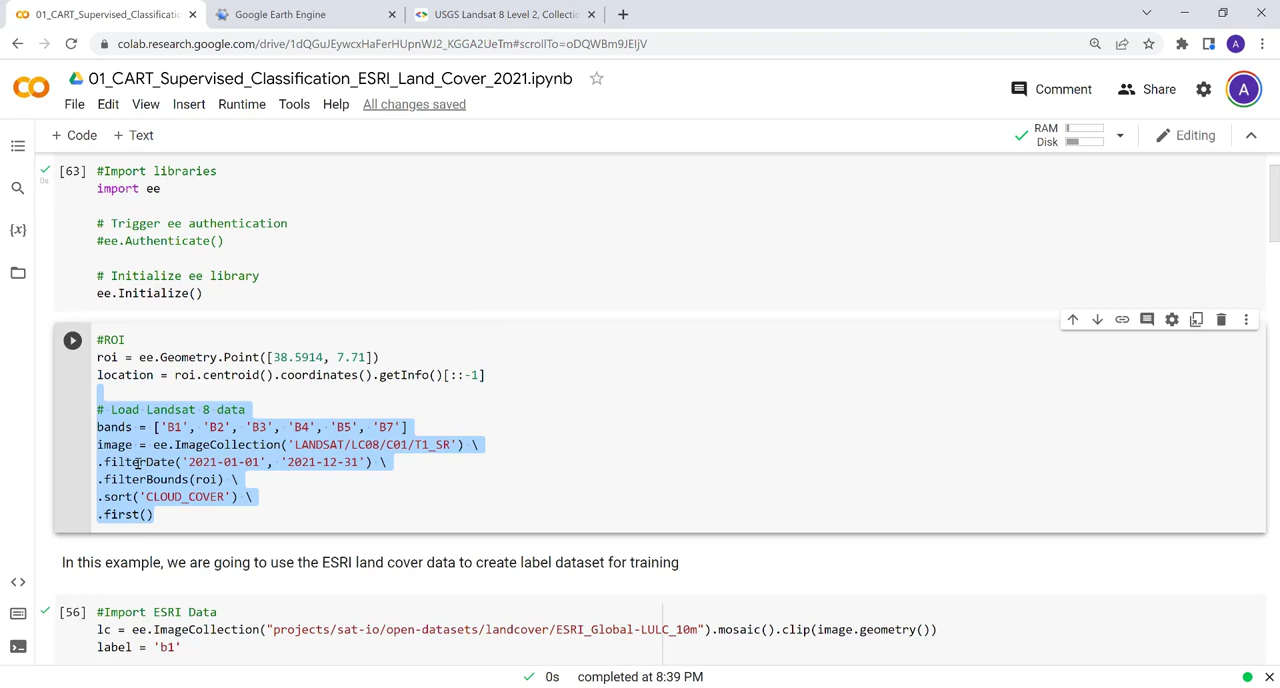 01_CART_Supervised_Classificatio
Google Earth Engine
USGS Landsat 8 Level 2, Collectio
colab.research.google.com/drive/1dQGuJEywcxHaFerHUpnWJ2_KGGA2UeTm#scrollTo=oDQWBm9JEIjV
A
01_CART_Supervised_Classification_ESRI_Land_Cover_2021.ipynb
Comment
Share
A
File Edit View Insert Runtime Tools Help All changes saved
+ Code + Text
RAM
Disk
Editing
[63] #Import libraries
0s
import ee
# Trigger ee authentication
#ee.Authenticate()
# Initialize ee library
ee.Initialize()
{x}
#ROI
roi = ee.Geometry.Point([38.5914, 7.71])
location = roi.centroid().coordinates().getInfo()[::-1]
# Load Landsat 8 data
bands = ['B1', 'B2', 'B3', 'B4', 'B5', 'B7']
image = ee.ImageCollection('LANDSAT/LC08/C01/T1_SR') \
.filterDate('2021-01-01', '2021-12-31') \
.filterBounds(roi) \
.sort('CLOUD_COVER') \
.first()
In this example, we are going to use the ESRI land cover data to create label dataset for training
[56] #Import ESRI Data
0s
lc = ee.ImageCollection("projects/sat-io/open-datasets/landcover/ESRI_Global-LULC_10m").mosaic().clip(image.geometry())
label = 'b1'
0s completed at 8:39 PM